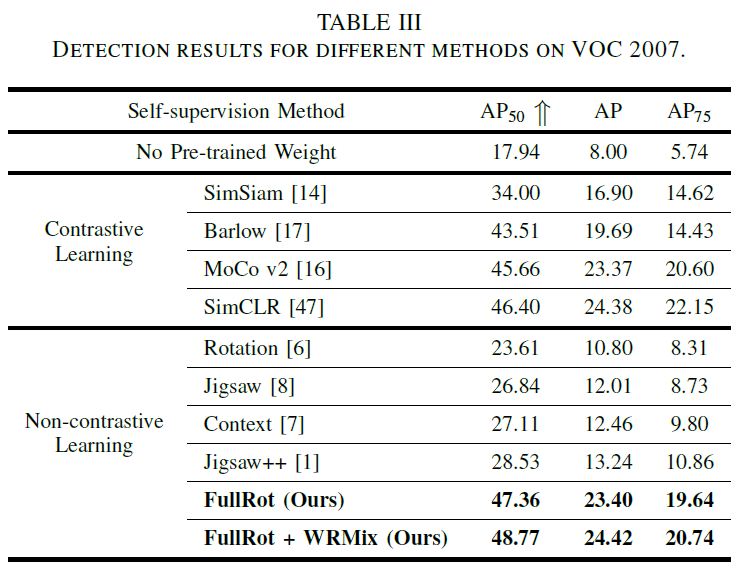 TABLE III
DETECTION RESULTS FOR DIFFERENT METHODS ON VOC 2007.
Self-supervision Method AP50 ⇑ AP AP75
No Pre-trained Weight 17.94 8.00 5.74
Contrastive Learning
SimSiam [14] 34.00 16.90 14.62
Barlow [17] 43.51 19.69 14.43
MoCo v2 [16] 45.66 23.37 20.60
SimCLR [47] 46.40 24.38 22.15
Non-contrastive Learning
Rotation [6] 23.61 10.80 8.31
Jigsaw [8] 26.84 12.01 8.73
Context [7] 27.11 12.46 9.80
Jigsaw++ [1] 28.53 13.24 10.86
FullRot (Ours) 47.36 23.40 19.64
FullRot + WRMix (Ours) 48.77 24.42 20.74